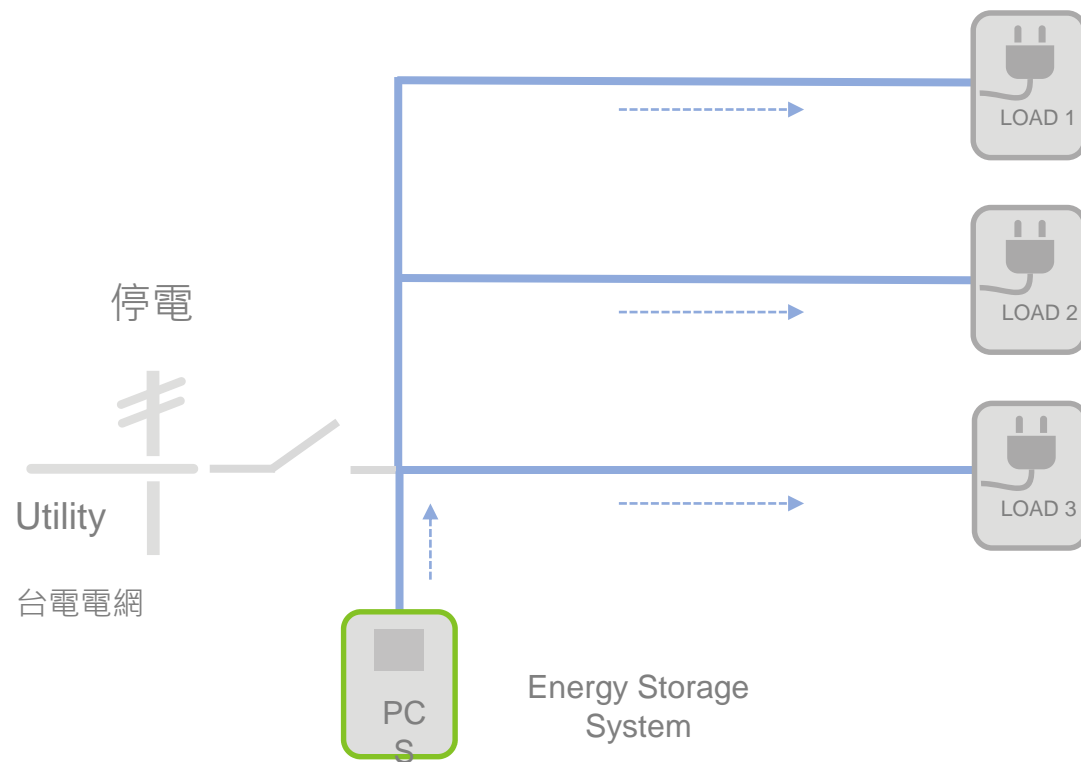 LOAD 1
停電
LOAD 2
Utility
LOAD 3
台電電網
PC
S
Energy Storage
System